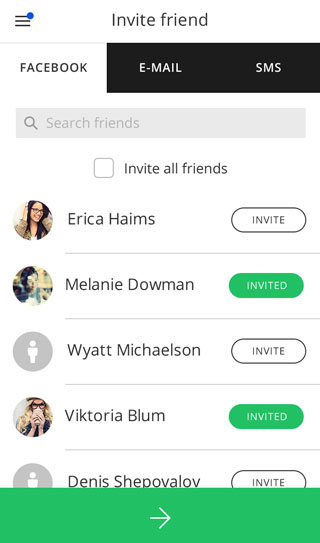 Invite friend
FACEBOOK E-MAIL SMS
Search friends
Invite all friends
Erica Haims INVITE
Melanie Dowman INVITED
Wyatt Michaelson INVITE
Viktoria Blum INVITED
Denis Shepovalov INVITE